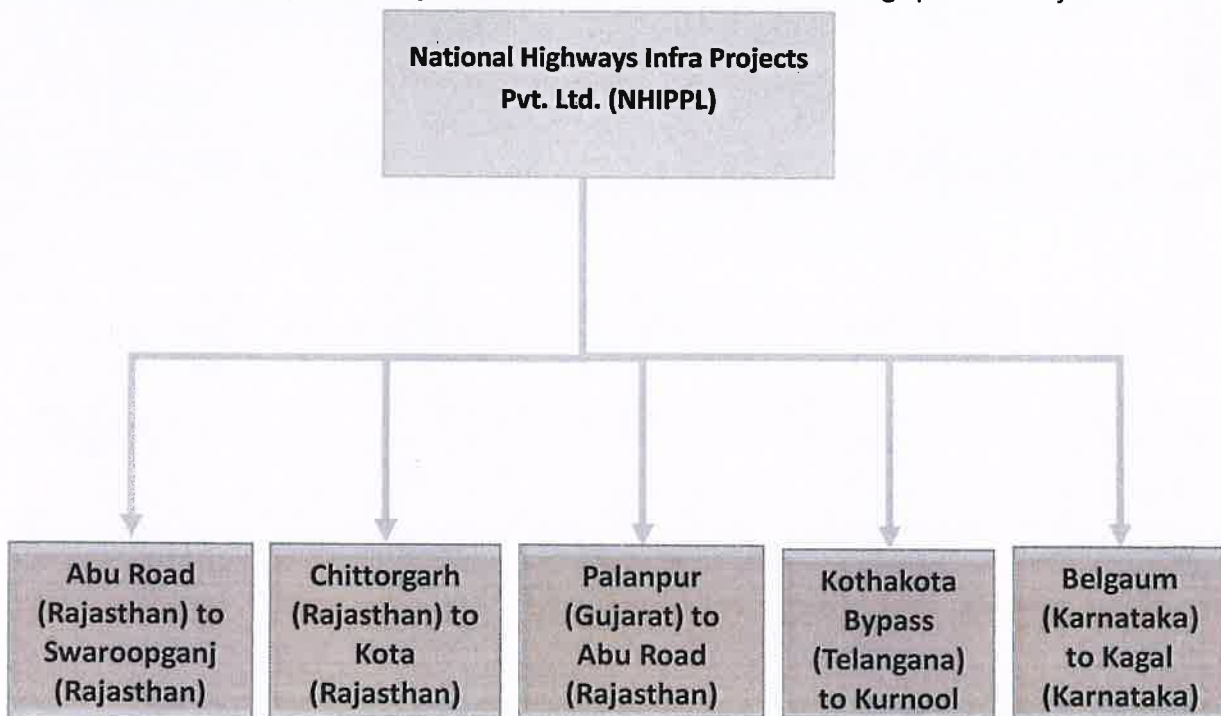 National Highways Infra Projects
Pvt. Ltd. (NHIPPL)
Abu Road
(Rajasthan) to
Swaroopganj
(Rajasthan)
Chittorgarh
(Rajasthan) to
Kota
(Rajasthan)
Palanpur
(Gujarat) to
Abu Road
(Rajasthan)
Kothakota
Bypass
(Telangana)
to Kurnool
Belgaum
(Karnataka)
to Kagal
(Karnataka)